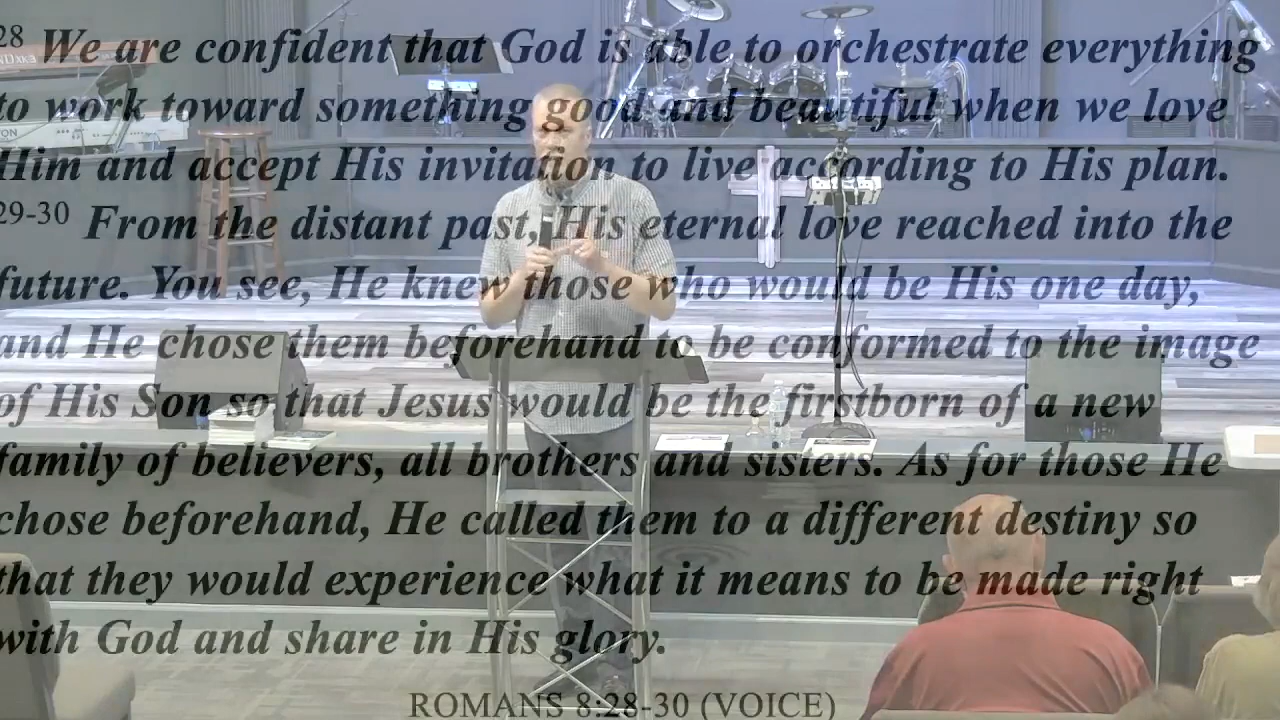 28 We are confident that God is able to orchestrate everything
to work toward something good and beautiful when we love
Him and accept His invitation to live according to His plan.
29-30 From the distant past, His eternal love reached into the
future. You see, He knew those who would be His one day,
and He chose them beforehand to be conformed to the image
of His Son so that Jesus would be the firstborn of a new
family of believers, all brothers and sisters. As for those He
chose beforehand, He called them to a different destiny so
that they would experience what it means to be made right
with God and share in His glory.
ROMANS 8:28-30 (VOICE)